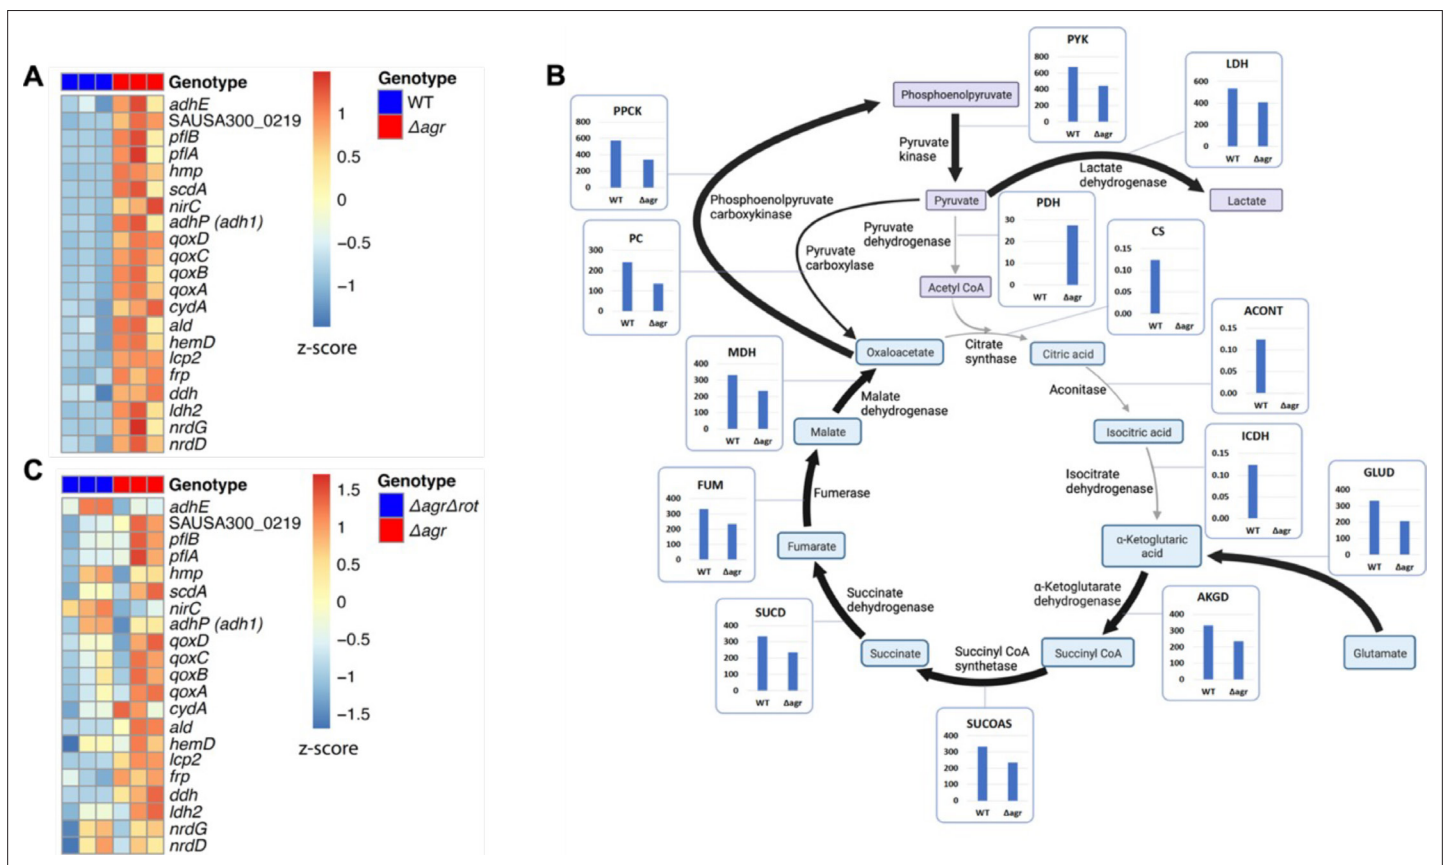 A
Genotype
adhE
SAUSA300_0219
pflB
pflA
hmp
scdA
nirC
adhP (adh1)
qoxD
qoxC
qoxB
qoxA
cydA
ald
hemD
lcp2
frp
ddh
ldh2
nrdG
nrdD
1
0.5
0
−0.5
−1
z-score
Genotype
WT
Δagr
C
Genotype
adhE
SAUSA300_0219
pflB
pflA
hmp
scdA
nirC
adhP (adh1)
qoxD
qoxC
qoxB
qoxA
cydA
ald
hemD
lcp2
frp
ddh
ldh2
nrdG
nrdD
1.5
1
0.5
0
−0.5
−1
−1.5
z-score
Genotype
ΔagrΔrot
Δagr
B
PYK
800
600
400
200
0
WT Δagr
LDH
600
400
200
0
WT Δagr
PPCK
800
600
400
200
0
WT Δagr
Phosphoenolpyruvate
Pyruvate
kinase
Lactate
dehydrogenase
Phosphoenolpyruvate
carboxykinase
Pyruvate
Lactate
PC
300
200
100
0
WT Δagr
Pyruvate
carboxylase
Pyruvate
dehydrogenase
PDH
30
20
10
0
WT Δagr
CS
0.15
0.10
0.05
0.00
WT Δagr
Acetyl CoA
ACONT
0.15
0.10
0.05
0.00
WT Δagr
MDH
400
300
200
100
0
WT Δagr
Oxaloacetate
Citrate
synthase
Citric acid
Malate
dehydrogenase
Aconitase
Malate
Isocitric acid
ICDH
0.15
0.10
0.05
0.00
WT Δagr
FUM
400
300
200
100
0
WT Δagr
Fumerase
Isocitrate
dehydrogenase
GLUD
400
300
200
100
0
WT Δagr
Fumarate
α-Ketoglutaric
acid
Succinate
dehydrogenase
α-Ketoglutarate
dehydrogenase
AKGD
400
300
200
100
0
WT Δagr
SUCD
400
300
200
100
0
WT Δagr
Succinate
Succinyl CoA
synthetase
Succinyl CoA
Glutamate
SUCOAS
400
300
200
100
0
WT Δagr